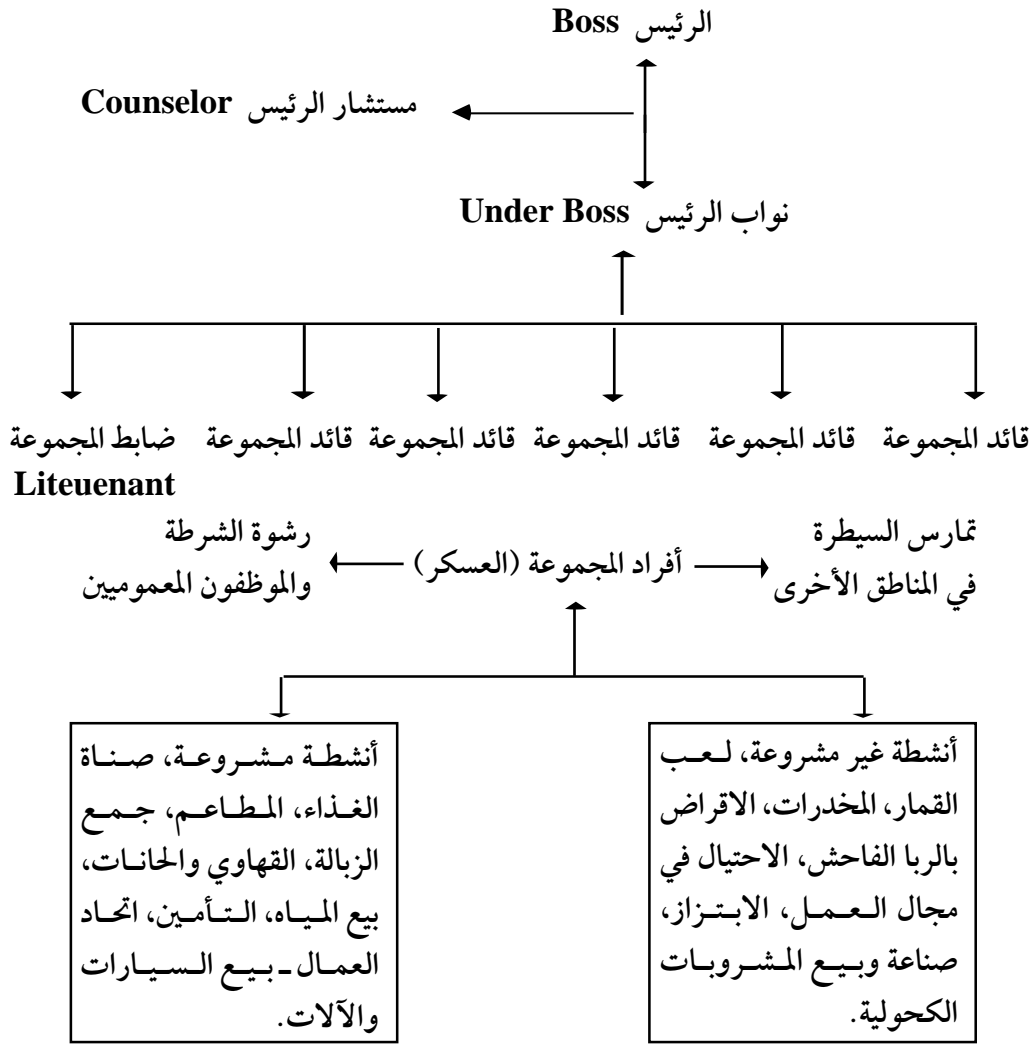 الرئيس Boss
مستشار الرئيس Counselor
نواب الرئيس Under Boss
قائد المجموعة قائد المجموعة قائد المجموعة قائد المجموعة قائد المجموعة ضابط المجموعة
Liteuenant
تمارس السيطرة
في المناطق الأخرى
أفراد المجموعة (العسكر)
رشوة الشرطة
والموظفون المعموميين
أنشطة غير مشروعة، لعب
القمار، المخدرات، الاقراض
بالربا الفاحش، الاحتيال في
مجال العمل، الابتزاز،
صناعة وبيع المشروبات
الكحولية.
أنشطة مشروعة، صناة
الغذاء، المطاعم، جمع
الزبالة، القهاوي والحانات،
بيع المياه، التأمين، اتحاد
العمال ـ بيع السيارات
والآلات.